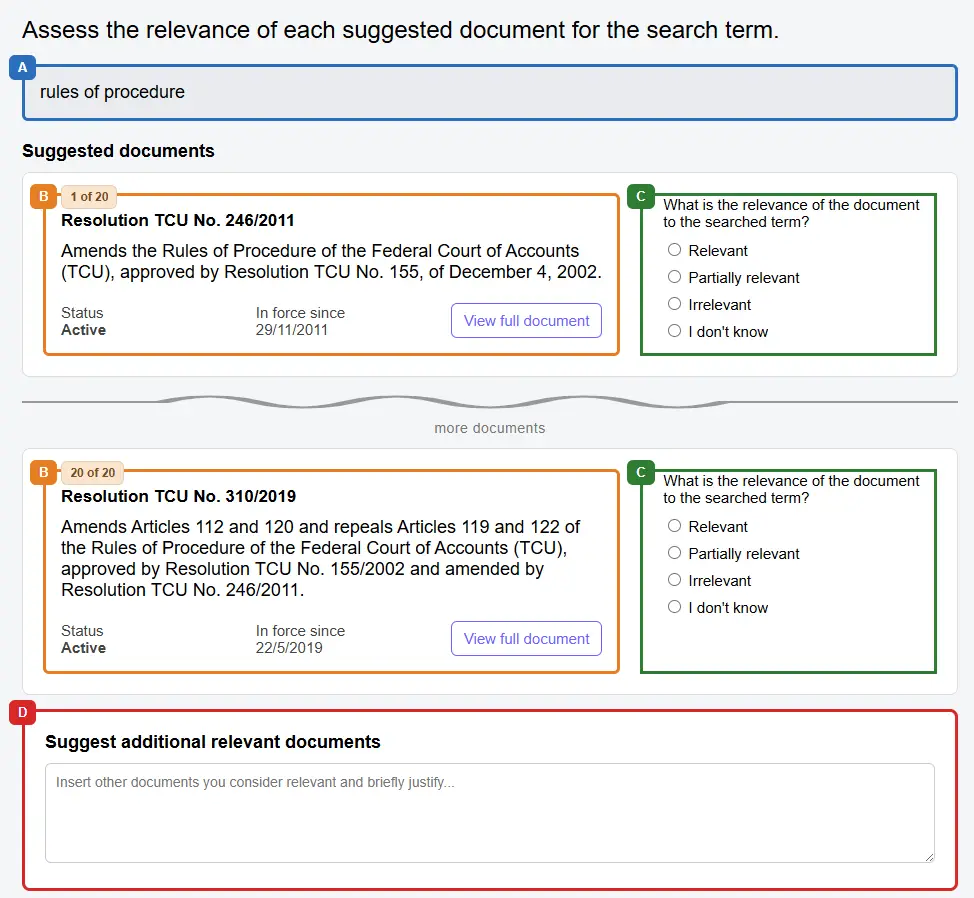 Assess the relevance of each suggested document for the search term.
A
rules of procedure
Suggested documents
B
1 of 20
Resolution TCU No. 246/2011
Amends the Rules of Procedure of the Federal Court of Accounts
(TCU), approved by Resolution TCU No. 155, of December 4, 2002.
Status
Active
In force since
29/11/2011
View full document
C
What is the relevance of the document
to the searched term?
Relevant
Partially relevant
Irrelevant
I don't know
more documents
B
20 of 20
Resolution TCU No. 310/2019
Amends Articles 112 and 120 and repeals Articles 119 and 122 of
the Rules of Procedure of the Federal Court of Accounts (TCU),
approved by Resolution TCU No. 155/2002 and amended by
Resolution TCU No. 246/2011.
Status
Active
In force since
22/5/2019
View full document
C
What is the relevance of the document
to the searched term?
Relevant
Partially relevant
Irrelevant
I don't know
D
Suggest additional relevant documents
Insert other documents you consider relevant and briefly justify...